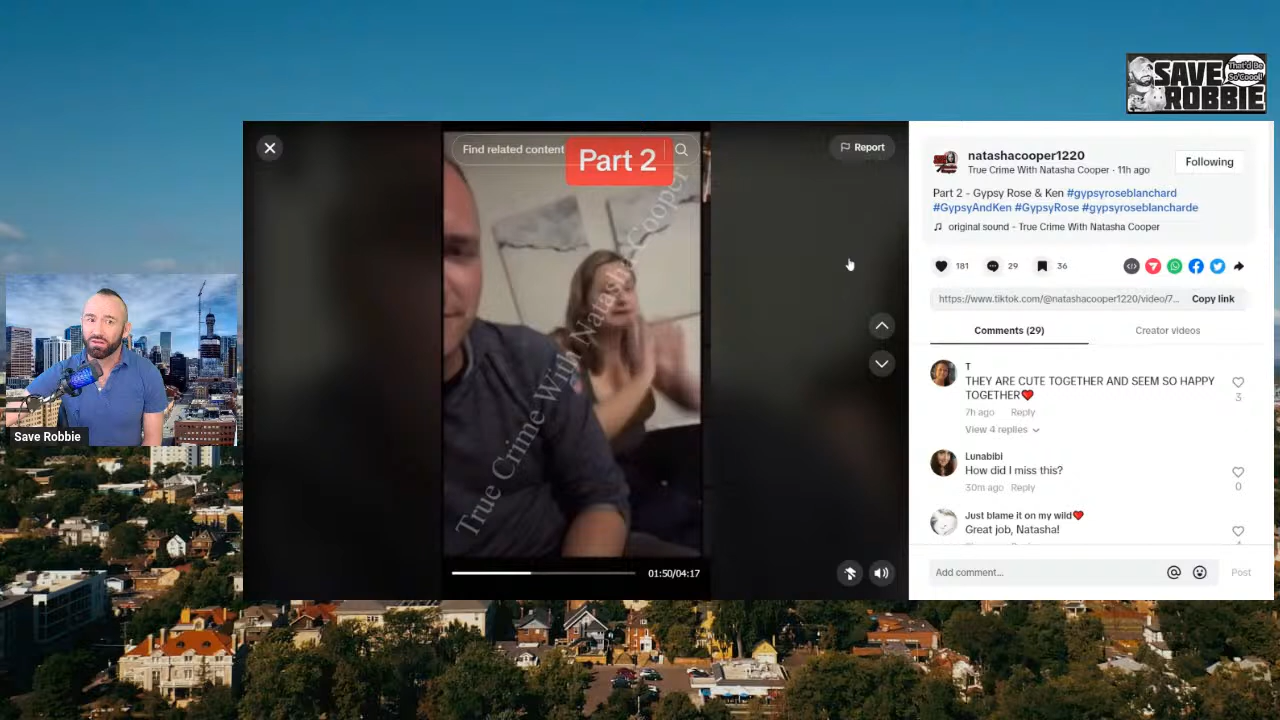 That'd Be
So'Coool!
SAVE
ROBBIE
Find related content
Part 2
Report
natashacooper1220
True Crime With Natasha Cooper · 11h ago
Following
Part 2 - Gypsy Rose & Ken #gypsyroseblanchard
#GypsyAndKen #GypsyRose #gypsyroseblancharde
original sound - True Crime With Natasha Cooper
181
29
36
https://www.tiktok.com/@natashacooper1220/video/7...
Copy link
Comments (29)
Creator videos
T
THEY ARE CUTE TOGETHER AND SEEM SO HAPPY
TOGETHER❤️
3
7h ago Reply
View 4 replies
Lunabibi
How did I miss this?
0
30m ago Reply
Just blame it on my wild❤️
Great job, Natasha!
Add comment...
Post
True Crime With Natasha Cooper
01:50/04:17
Save Robbie